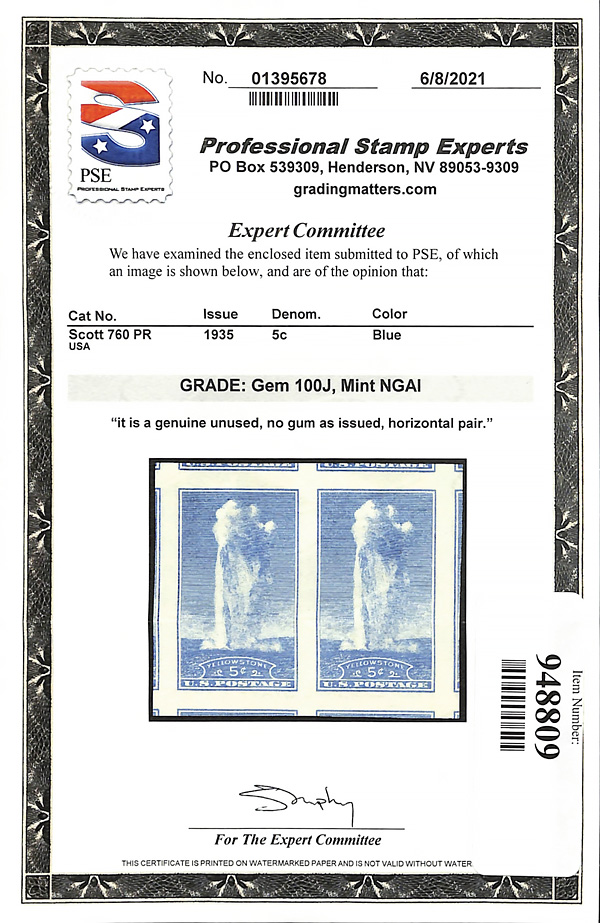 No. 01395678 6/8/2021
PSE
PROFESSIONAL STAMP EXPERTS
Professional Stamp Experts
PO Box 539309, Henderson, NV 89053-9309
gradingmatters.com
Expert Committee
We have examined the enclosed item submitted to PSE, of which
an image is shown below, and are of the opinion that:
Cat No. Issue Denom. Color
Scott 760 PR 1935 5c Blue
USA
GRADE: Gem 100J, Mint NGAI
“it is a genuine unused, no gum as issued, horizontal pair.”
U.S. POSTAGE U.S. POSTAGE
YELLOWSTONE YELLOWSTONE
5¢ 5¢
U.S. POSTAGE U.S. POSTAGE
Item Number:
948809
For The Expert Committee
THIS CERTIFICATE IS PRINTED ON WATERMARKED PAPER AND IS NOT VALID WITHOUT WATER